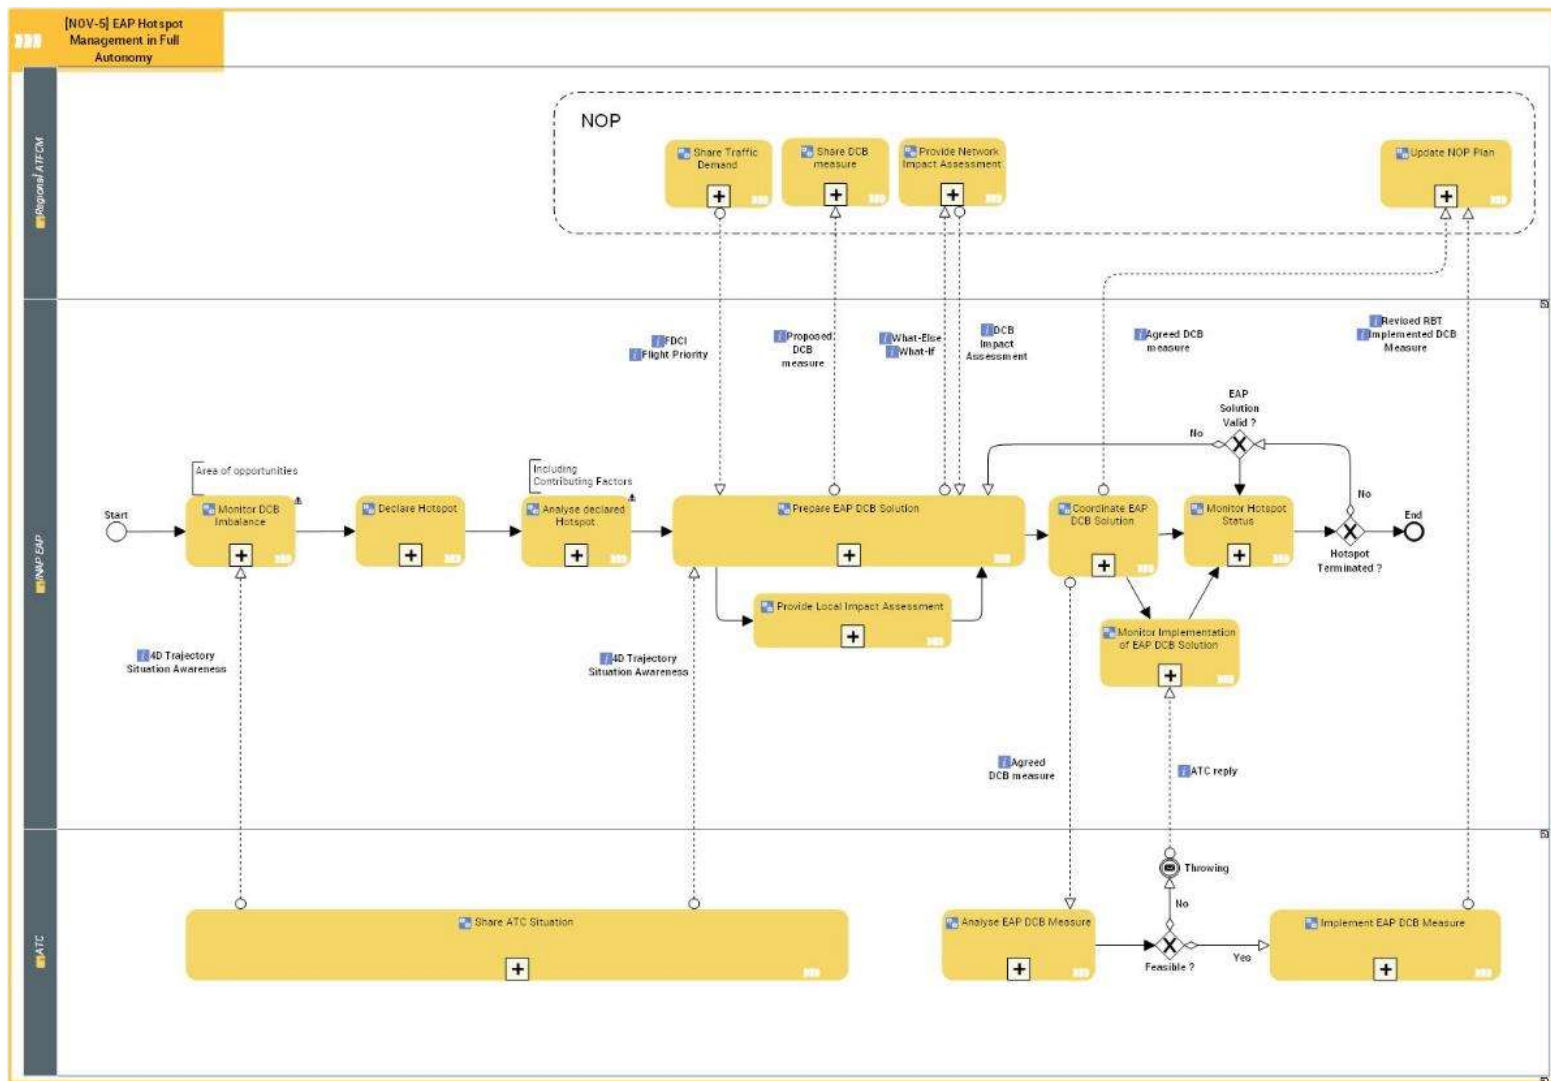 [NOV-5] EAP Hotspot
Management in Full
Autonomy
Regional ATFCM
NOP
Share Traffic
Demand
Share DCB
measure
Provide Network
Impact Assessment
Update NOP Plan
INAP EAP
FDCI
Flight Priority
Proposed
DCB
measure
What-Else
What-If
DCB
Impact
Assessment
Agreed DCB
measure
Revised RBT
Implemented DCB
Measure
EAP
Solution
Valid ?
No
Area of opportunities
Including
Contributing Factors
No
Start
Monitor DCB
Imbalance
Declare Hotspot
Analyse declared
Hotspot
Prepare EAP DCB Solution
Coordinate EAP
DCB Solution
Monitor Hotspot
Status
End
Hotspot
Terminated ?
Provide Local Impact Assessment
Monitor Implementation
of EAP DCB Solution
4D Trajectory
Situation Awareness
4D Trajectory
Situation Awareness
Agreed
DCB measure
ATC reply
ATC
Throwing
No
Share ATC Situation
Analyse EAP DCB Measure
Feasible ?
Yes
Implement EAP DCB Measure